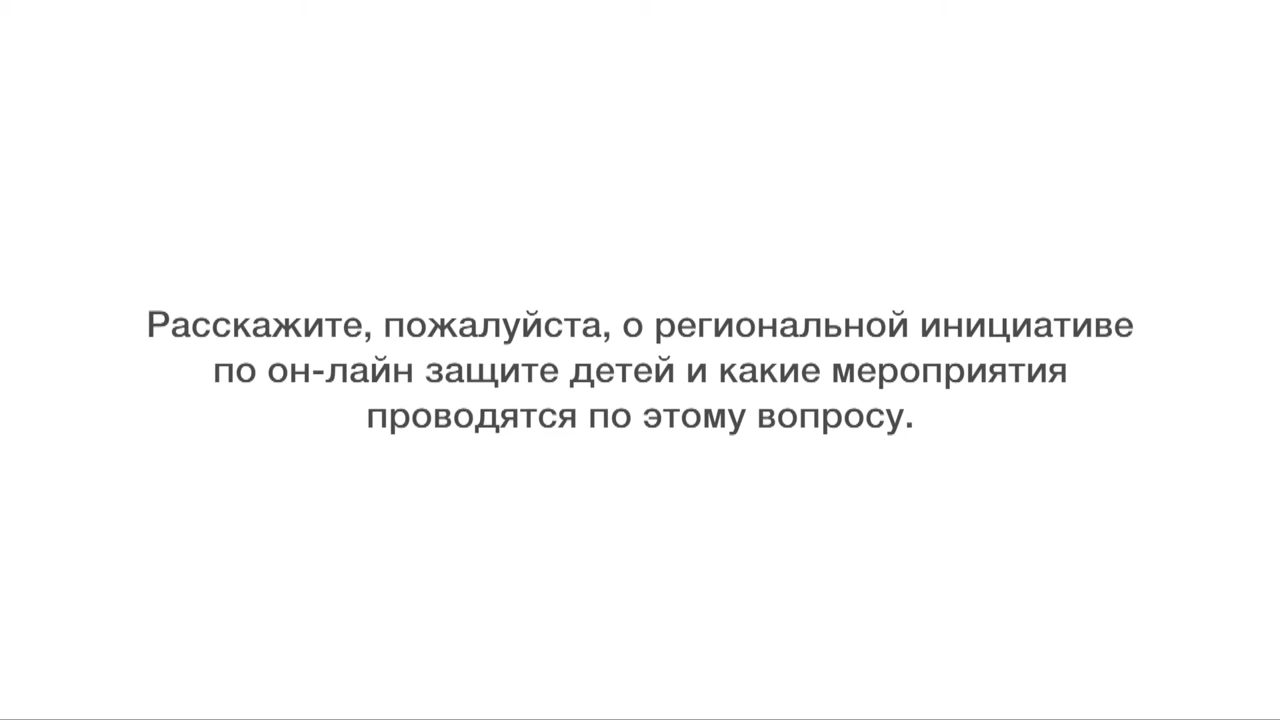 Расскажите, пожалуйста, о региональной инициативе
по он-лайн защите детей и какие мероприятия
проводятся по этому вопросу.